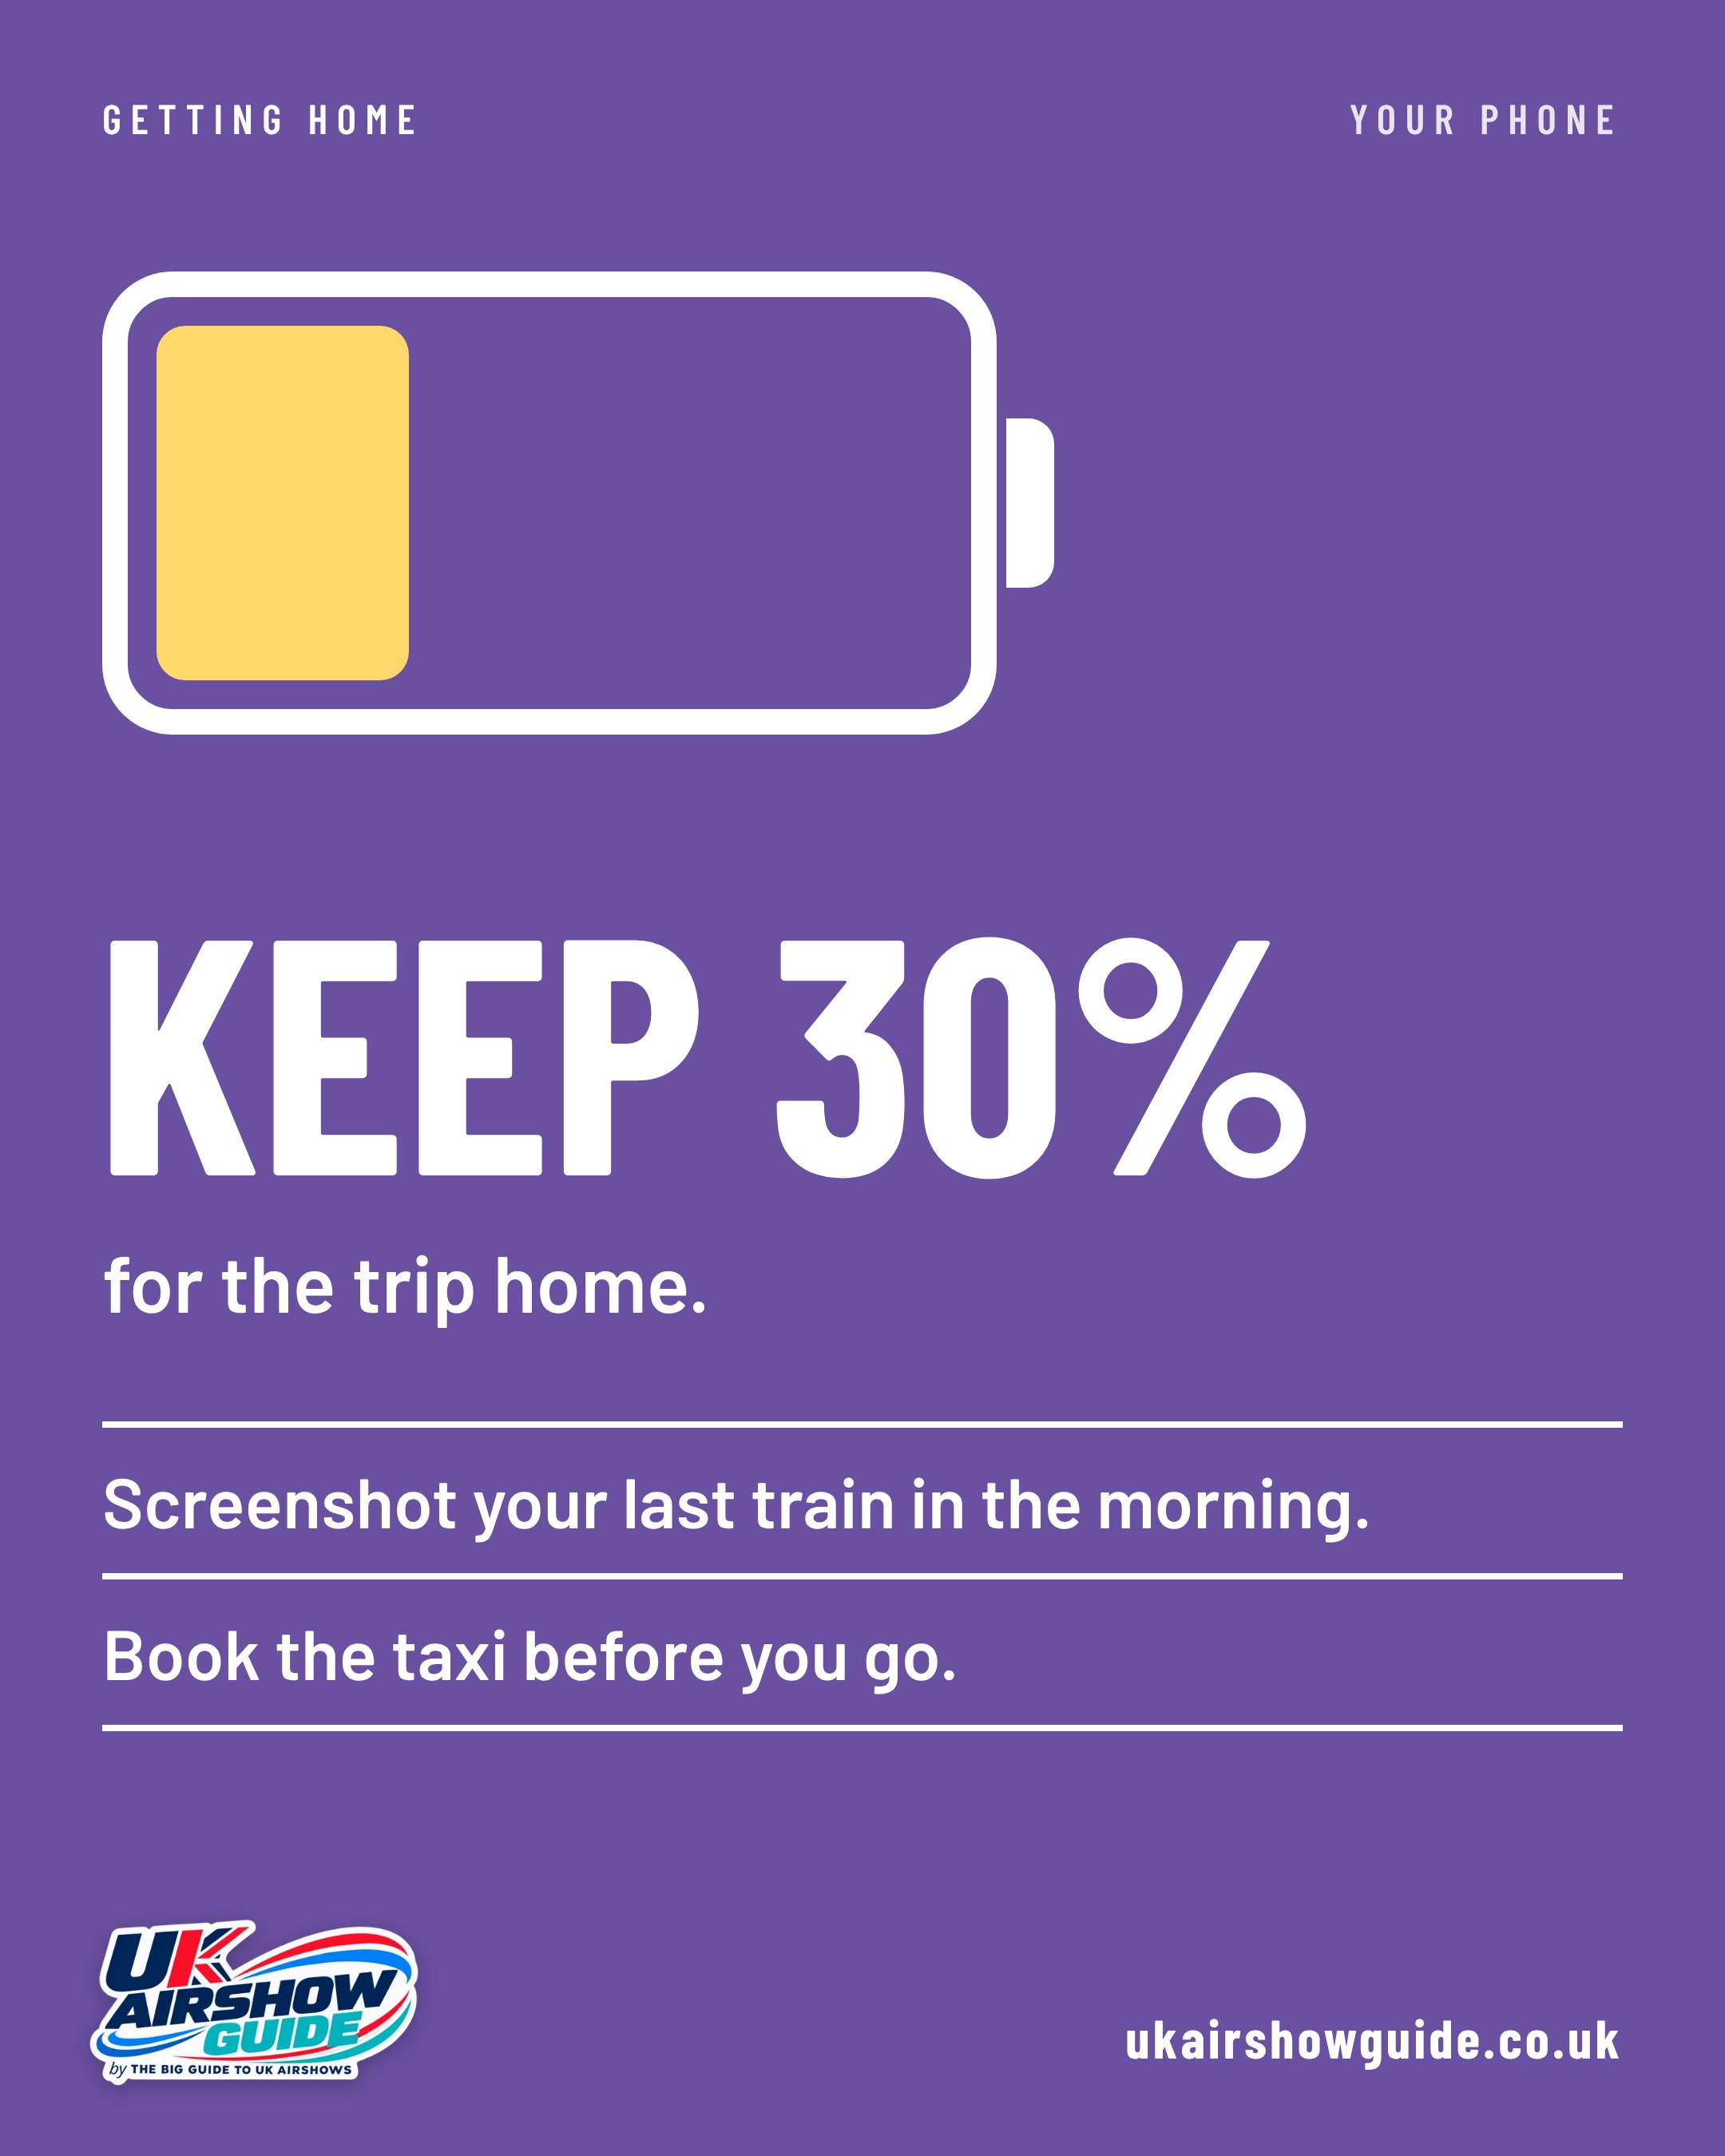 GETTING HOME
YOUR PHONE
KEEP 30%
for the trip home.
Screenshot your last train in the morning.
Book the taxi before you go.
UK
AIRSHOW
GUIDE
by THE BIG GUIDE TO UK AIRSHOWS
ukairshowguide.co.uk